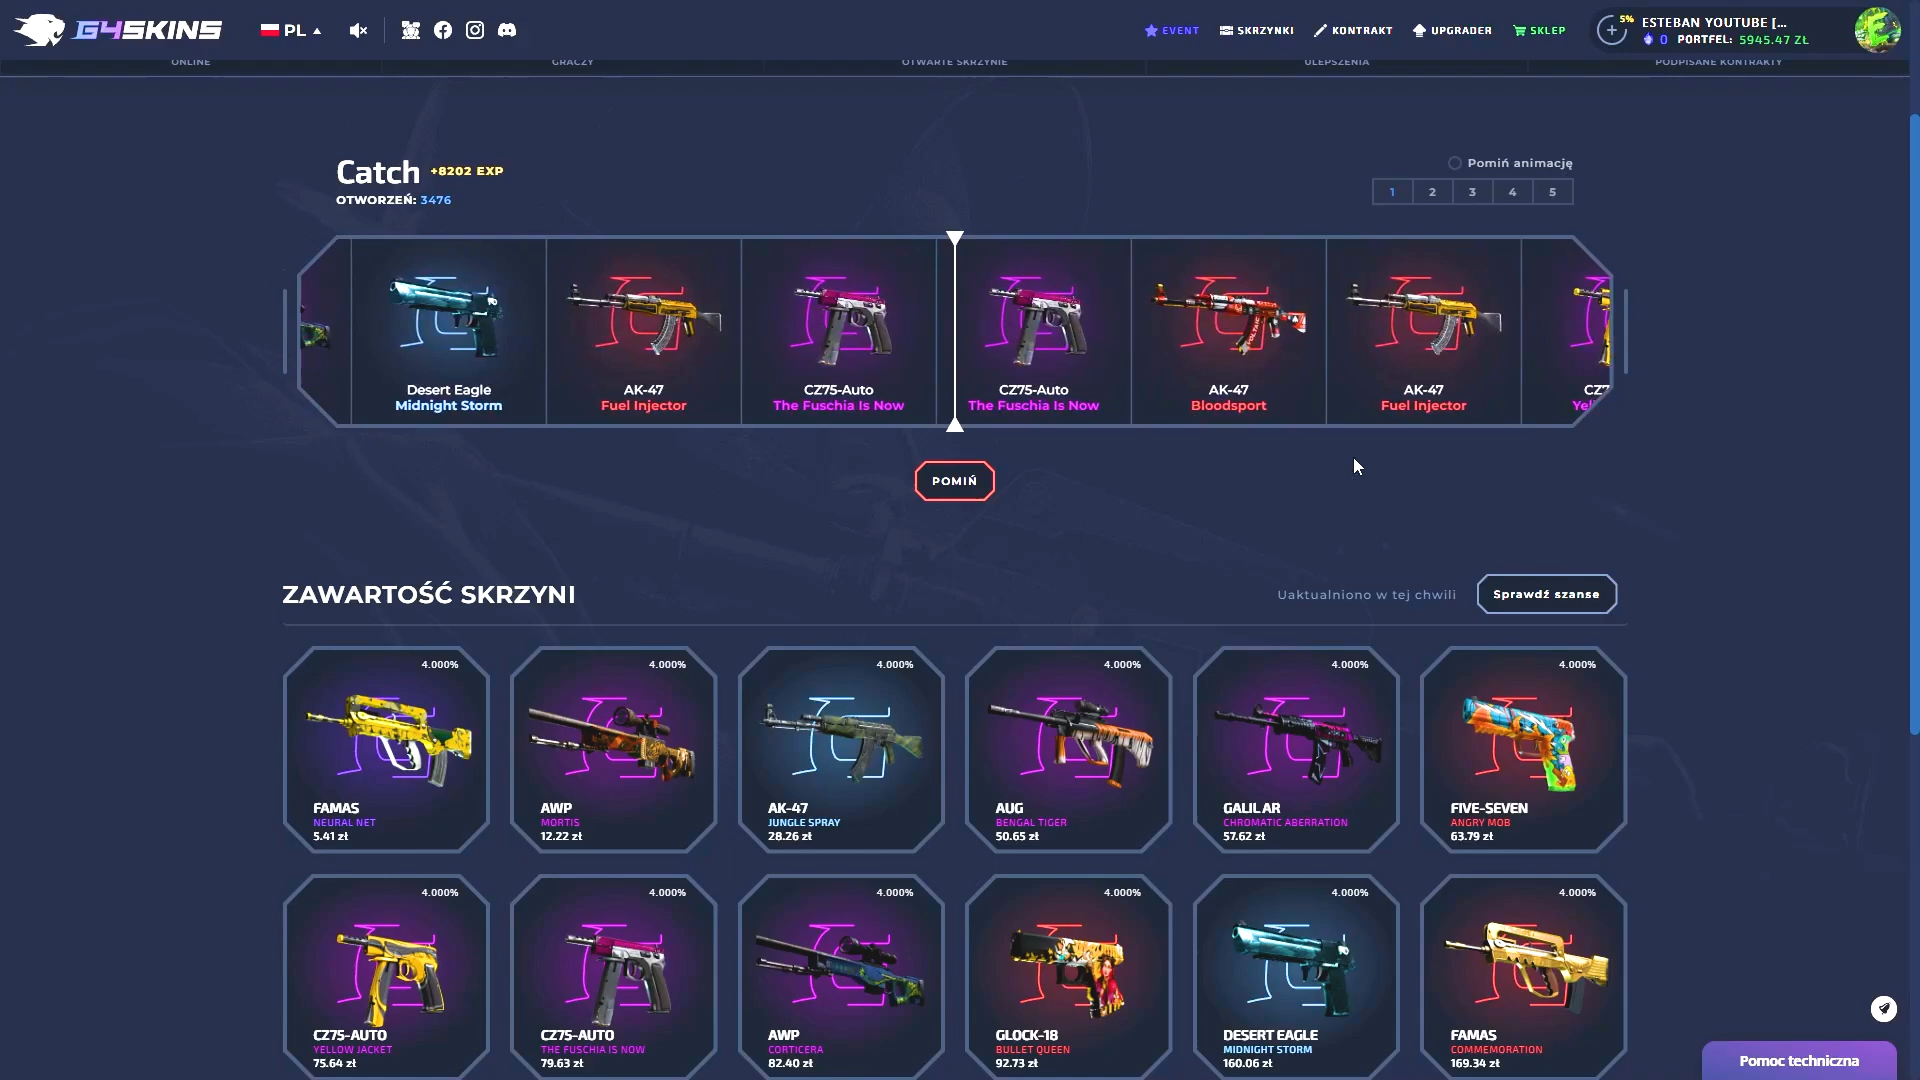 G4SKINS
PL
EVENT
SKRZYNKI
KONTRAKT
UPGRADER
SKLEP
5%
ESTEBAN YOUTUBE [...
0 PORTFEL: 5945.47 ZŁ
ONLINE
GRACZY
OTWARTE SKRZYNIE
ULEPSZENIA
PODPISANE KONTRAKTY
Catch +8202 EXP
OTWORZEŃ: 3476
Pomiń animację
1 2 3 4 5
Desert Eagle
Midnight Storm
AK-47
Fuel Injector
CZ75-Auto
The Fuschia Is Now
CZ75-Auto
The Fuschia Is Now
AK-47
Bloodsport
AK-47
Fuel Injector
CZ7
Yel
POMIŃ
ZAWARTOŚĆ SKRZYNI
Uaktualniono w tej chwili
Sprawdź szanse
4.000%
FAMAS
NEURAL NET
5.41 zł
4.000%
AWP
MORTIS
12.22 zł
4.000%
AK-47
JUNGLE SPRAY
28.26 zł
4.000%
AUG
BENGAL TIGER
50.65 zł
4.000%
GALIL AR
CHROMATIC ABERRATION
57.62 zł
4.000%
FIVE-SEVEN
ANGRY MOB
63.79 zł
4.000%
CZ75-AUTO
YELLOW JACKET
75.64 zł
4.000%
CZ75-AUTO
THE FUSCHIA IS NOW
79.63 zł
4.000%
AWP
CORTICERA
82.40 zł
4.000%
GLOCK-18
BULLET QUEEN
92.73 zł
4.000%
DESERT EAGLE
MIDNIGHT STORM
160.06 zł
4.000%
FAMAS
COMMEMORATION
169.34 zł
Pomoc techniczna